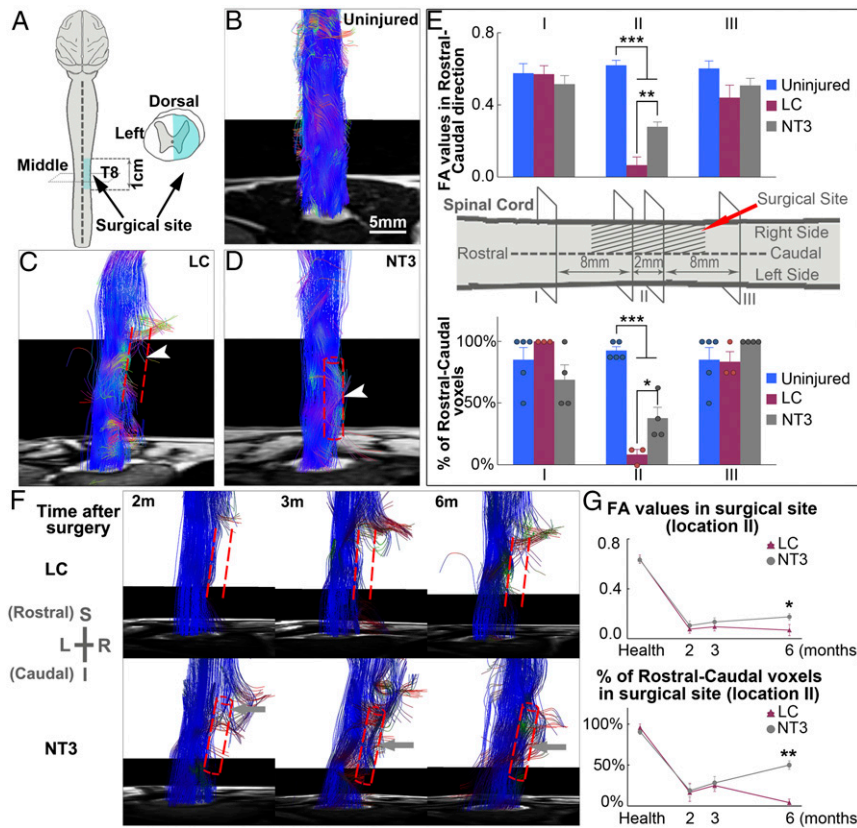 A
Dorsal
Left
Middle
T8
1cm
Surgical site
B
Uninjured
5mm
C
LC
D
NT3
E
I
II
III
FA values in Rostral-
Caudal direction
0.8
0.4
0.0
***
**
Uninjured
LC
NT3
Spinal Cord
Surgical Site
Right Side
Rostral
Caudal
8mm
2mm
8mm
Left Side
I
II
III
% of Rostral-Caudal
voxels
100%
50%
0%
***
*
Uninjured
LC
NT3
I
II
III
F
Time after
surgery
2m
3m
6m
LC
(Rostral) S
L
R
(Caudal) I
NT3
G
FA values in surgical site
(location II)
LC
NT3
0.8
0.4
0.0
*
Health
2
3
6 (months)
% of Rostral-Caudal voxels
in surgical site (location II)
LC
NT3
100%
50%
0%
**
Health
2
3
6 (months)